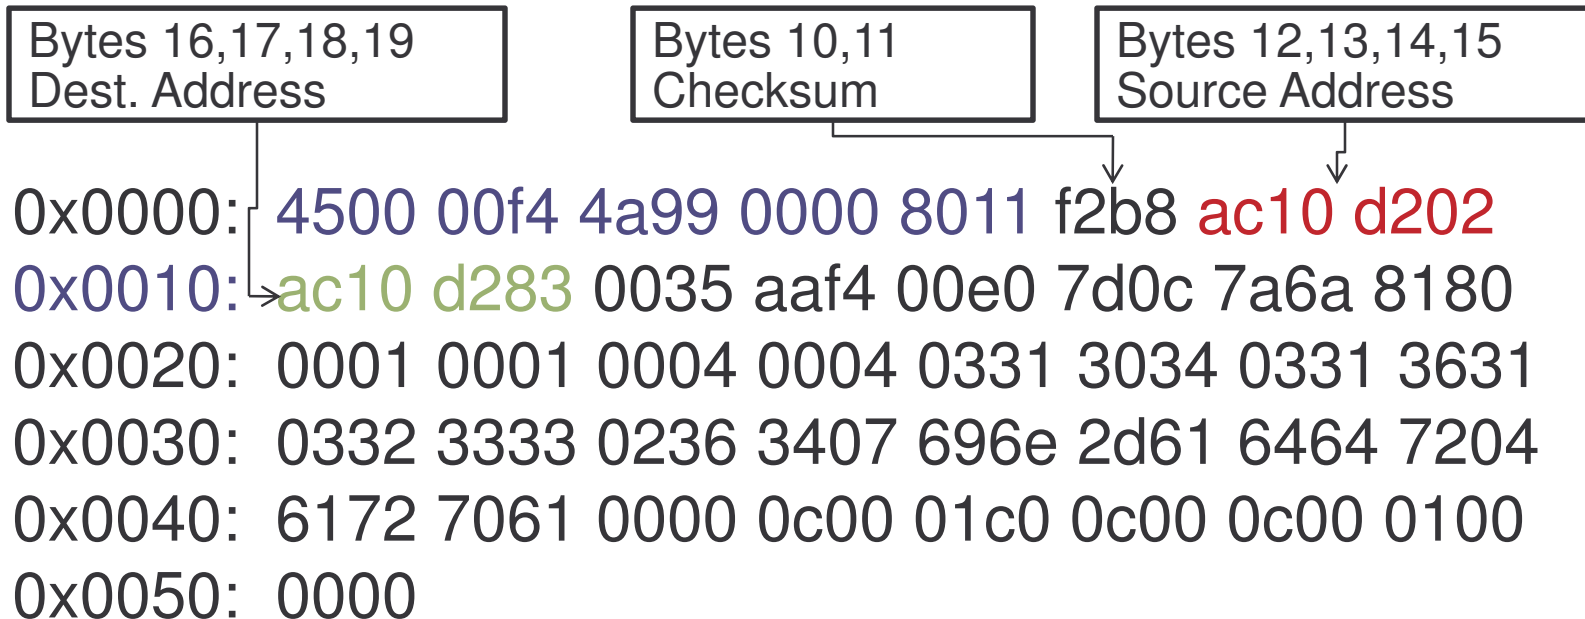 Bytes 16,17,18,19
Dest. Address
Bytes 10,11
Checksum
Bytes 12,13,14,15
Source Address
0x0000: 4500 00f4 4a99 0000 8011 f2b8 ac10 d202
0x0010: ac10 d283 0035 aaf4 00e0 7d0c 7a6a 8180
0x0020: 0001 0001 0004 0004 0331 3034 0331 3631
0x0030: 0332 3333 0236 3407 696e 2d61 6464 7204
0x0040: 6172 7061 0000 0c00 01c0 0c00 0c00 0100
0x0050: 0000